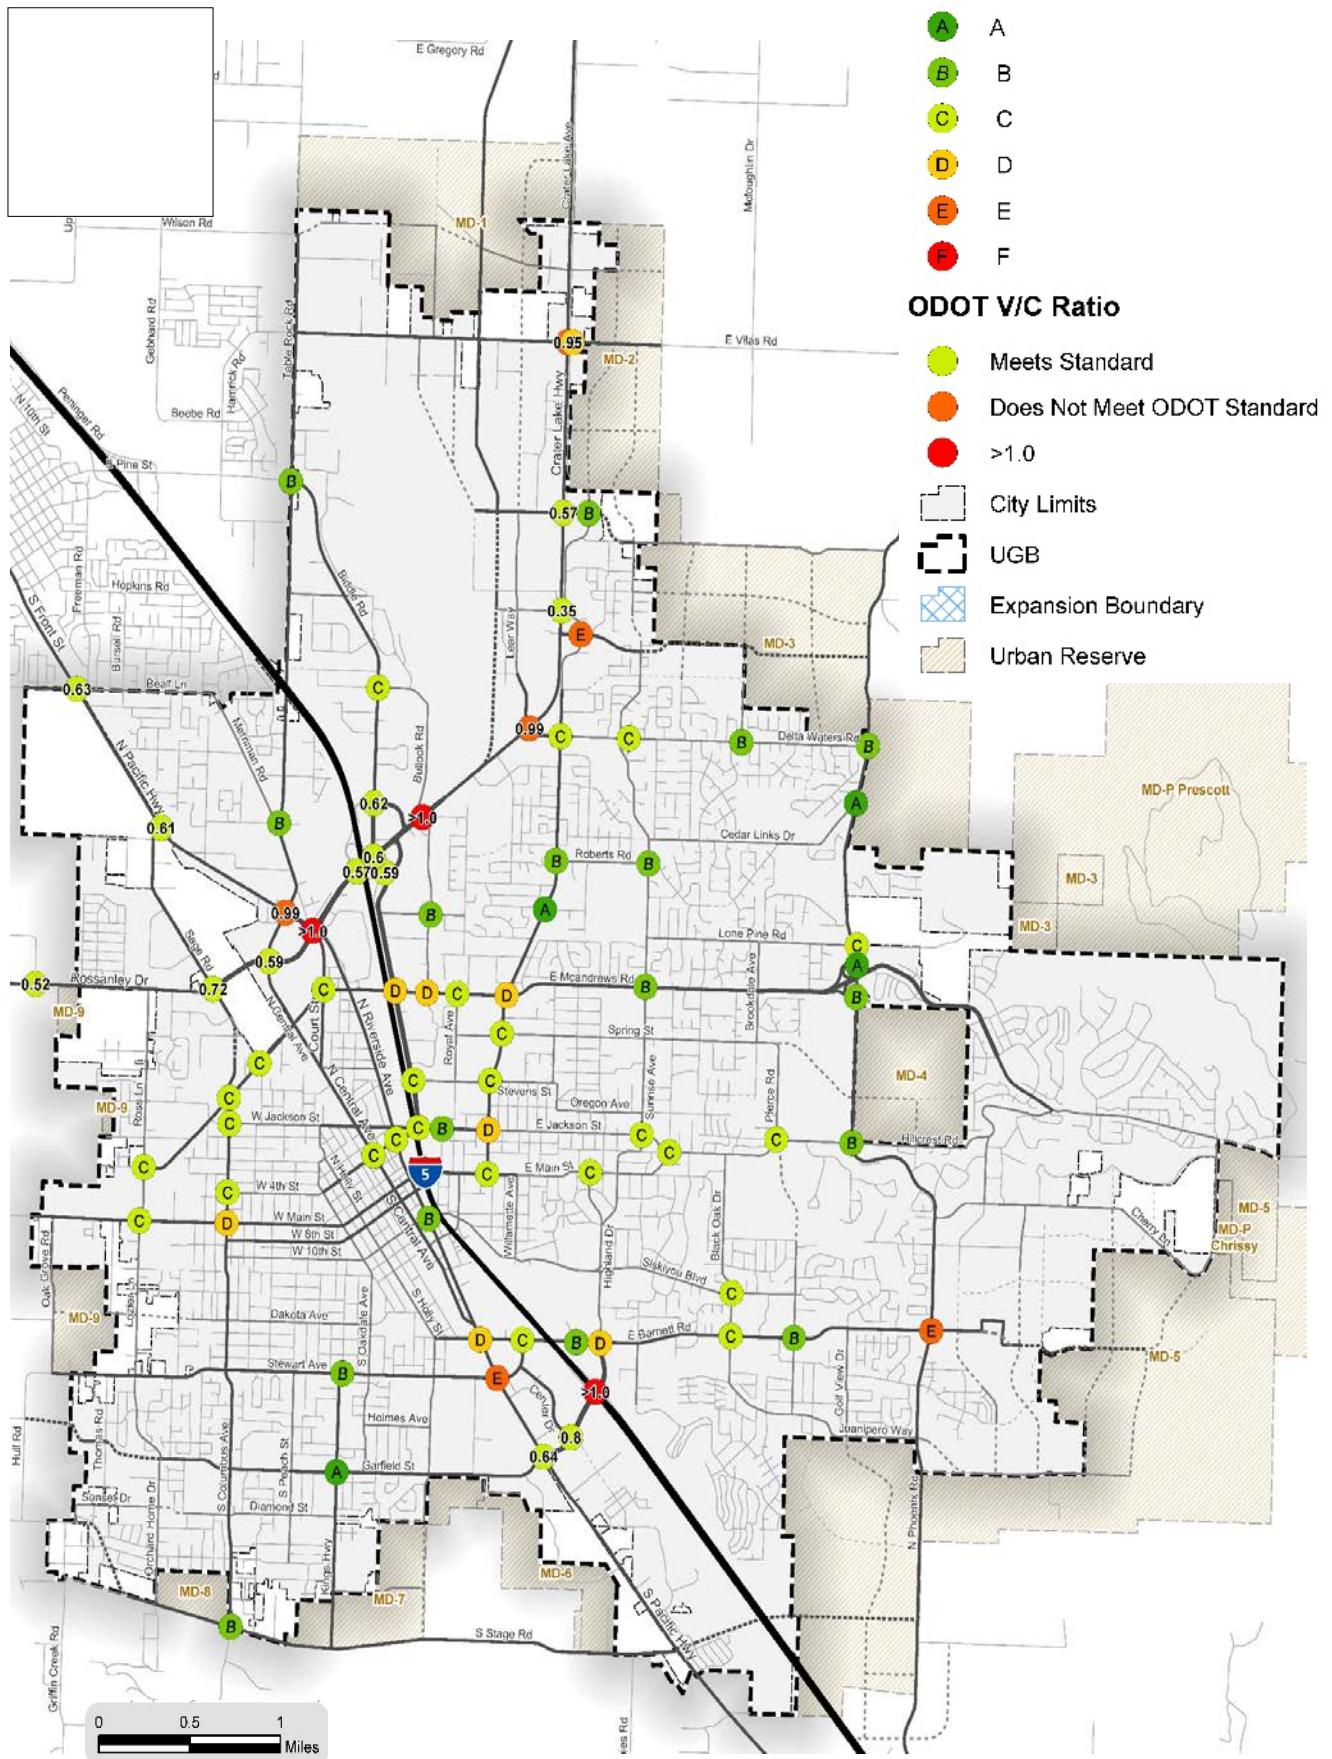 A A
B B
C C
D D
E E
F F
ODOT V/C Ratio
Meets Standard
Does Not Meet ODOT Standard
>1.0
City Limits
UGB
Expansion Boundary
Urban Reserve
E Gregory Rd
Crater Lake Ave
Mcloughlin Dr
Wilson Rd
MD-1
Gebhard Rd
Hamrick Rd
Table Rock Rd
Beebe Rd
0.95
E Vilas Rd
MD-2
Crater Lake Hwy
Peninger Rd
N 10th St
E Pine St
B
0.57
B
Freeman Rd
Hopkins Rd
Bursell Rd
S Front St
Biddle Rd
Lear Way
0.35
E
MD-3
0.63
Beall Ln
C
Merriman Rd
N Pacific Hwy
Bullock Rd
0.99
C
C
B
Delta Waters Rd
B
MD-P Prescott
0.62
>1.0
A
Cedar Links Dr
0.61
B
0.6
0.57
0.59
B
Roberts Rd
B
MD-3
0.99
>1.0
B
A
MD-3
Lone Pine Rd
Brookdale Ave
C
A
B
Sage Rd
0.59
0.52
Rossanley Dr
0.72
C
D
D
C
D
E Mcandrews Rd
B
MD-9
N Central Ave
Court St
N Riverside Ave
Royal Ave
C
Spring St
Sunrise Ave
Pierce Rd
MD-4
C
C
C
C
Stevens St
Oregon Ave
MD-9
Ross Ln
C
W Jackson St
N Central Ave
C
C
C
B
D
E Jackson St
C
C
C
B
Hillcrest Rd
C
N Holly St
5
C
E Main St
C
W 4th St
C
C
D
W Main St
W 8th St
W 10th St
S Central Ave
B
Willamette Ave
Highland Dr
Black Oak Dr
Siskiyou Blvd
C
Cherry Ln
MD-5
MD-P
Chrissy
Oak Grove Rd
Lozier Ln
MD-9
Dakota Ave
S Oakdale Ave
S Holly St
D
C
B
D
E Barnett Rd
C
B
E
MD-5
Stewart Ave
B
E
>1.0
Center Dr
Golf View Dr
Holmes Ave
0.8
0.64
Juanipero Way
Hull Rd
Thomas Rd
S Columbus Ave
S Peach St
Garfield St
A
Sunset Dr
Orchard Home Dr
Diamond St
Kings Hwy
N Phoenix Rd
MD-8
MD-7
MD-6
B
S Stage Rd
S Pacific Hwy
Griffin Creek Rd
0 0.5 1
Miles